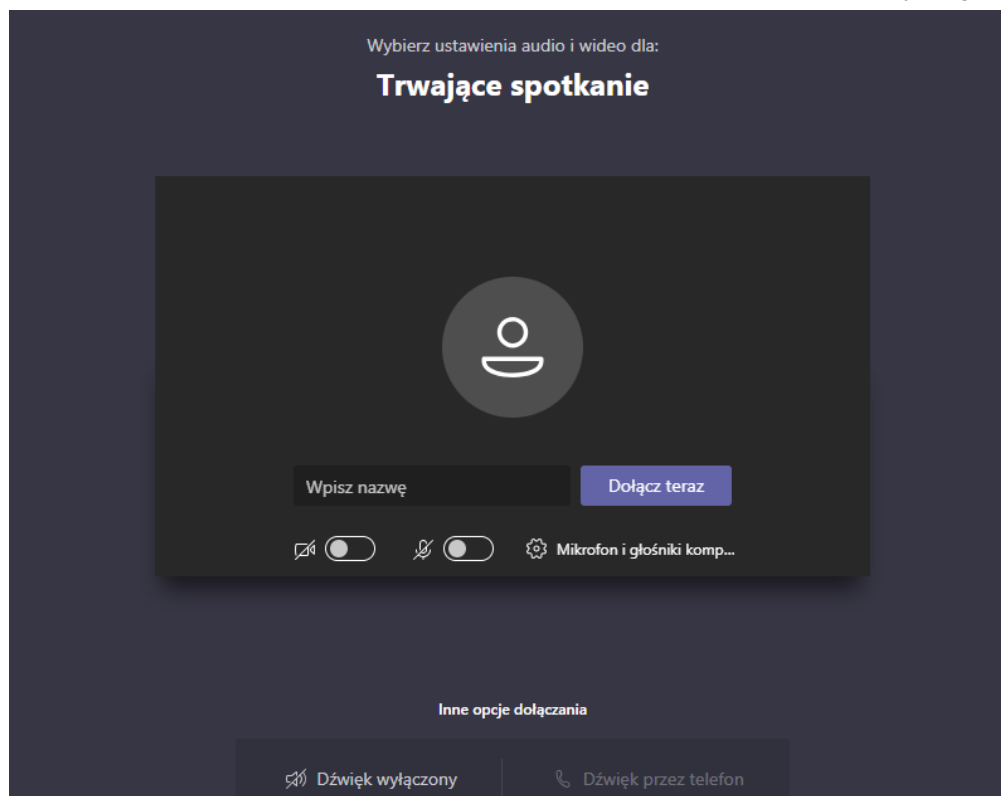 Wybierz ustawienia audio i wideo dla:
Trwające spotkanie
Wpisz nazwę
Dołącz teraz
Mikrofon i głośniki komp...
Inne opcje dołączania
Dźwięk wyłączony
Dźwięk przez telefon